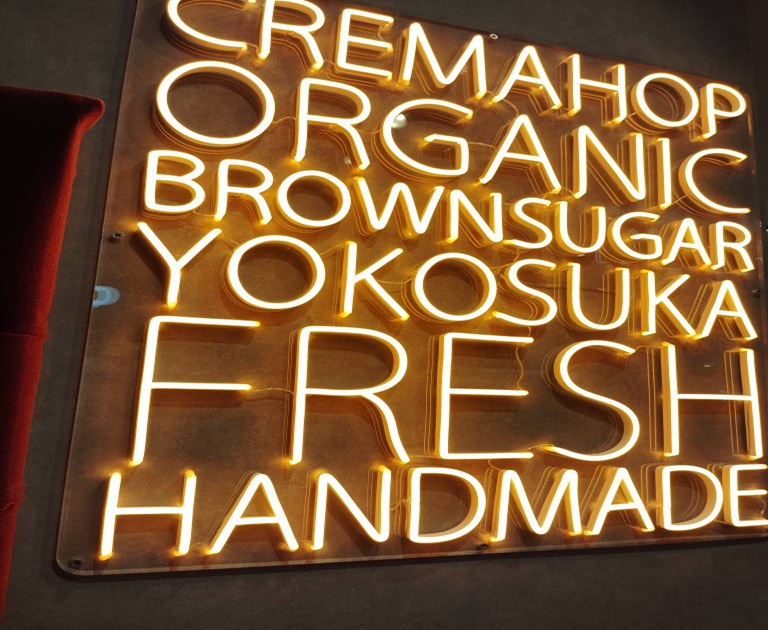 CREMAHOP
ORGANIC
BROWNSUGAR
YOKOSUKA
FRESH
HANDMADE